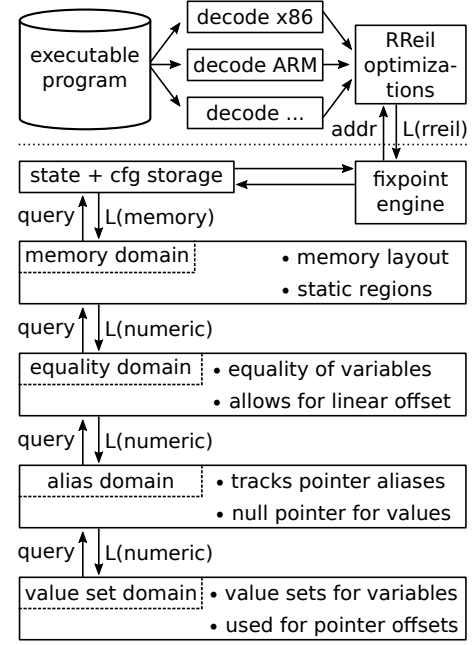 executable
program
decode x86
decode ARM
decode ...
RReil
optimiza-
tions
addr
L(rreil)
state + cfg storage
fixpoint
engine
query
L(memory)
memory domain
• memory layout
• static regions
query
L(numeric)
equality domain
• equality of variables
• allows for linear offset
query
L(numeric)
alias domain
• tracks pointer aliases
• null pointer for values
query
L(numeric)
value set domain
• value sets for variables
• used for pointer offsets